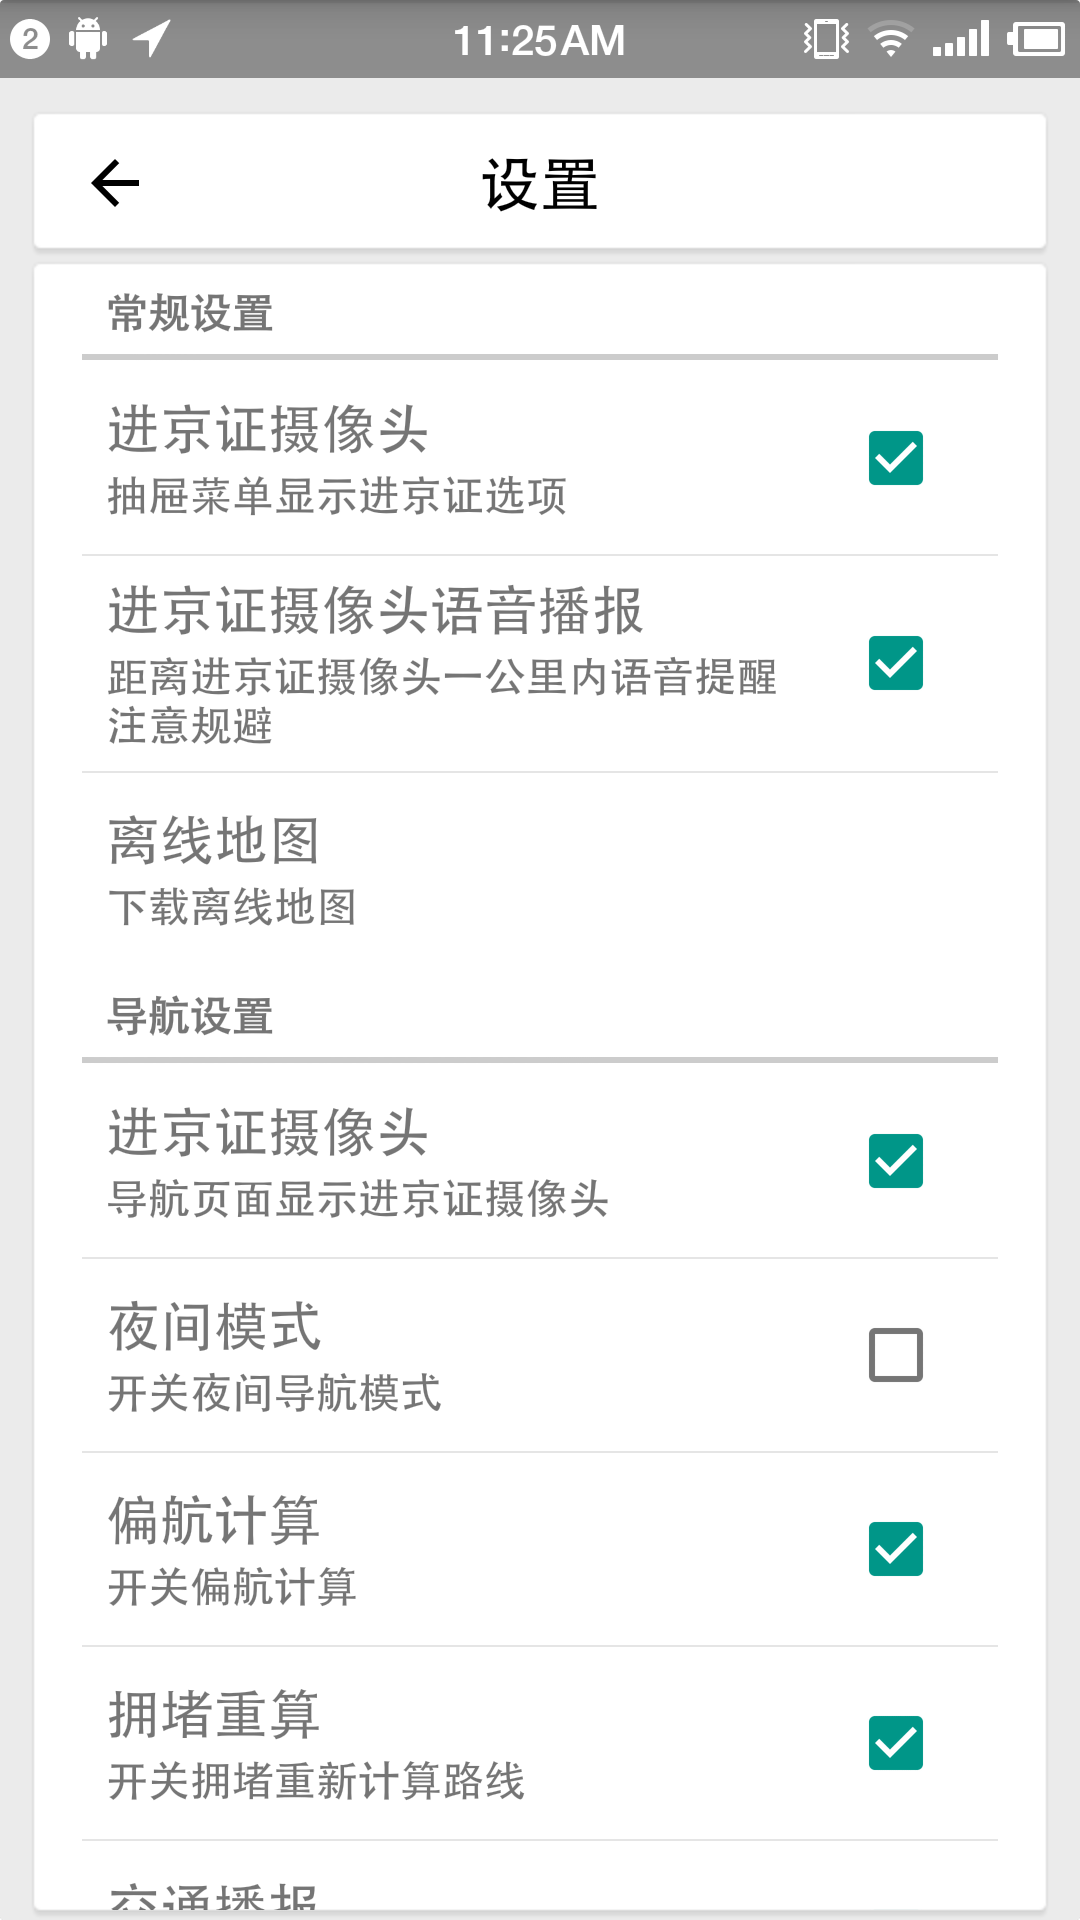 2
11:25AM
设置
常规设置
进京证摄像头
抽屉菜单显示进京证选项
进京证摄像头语音播报
距离进京证摄像头一公里内语音提醒
注意规避
离线地图
下载离线地图
导航设置
进京证摄像头
导航页面显示进京证摄像头
夜间模式
开关夜间导航模式
偏航计算
开关偏航计算
拥堵重算
开关拥堵重新计算路线
交通播报